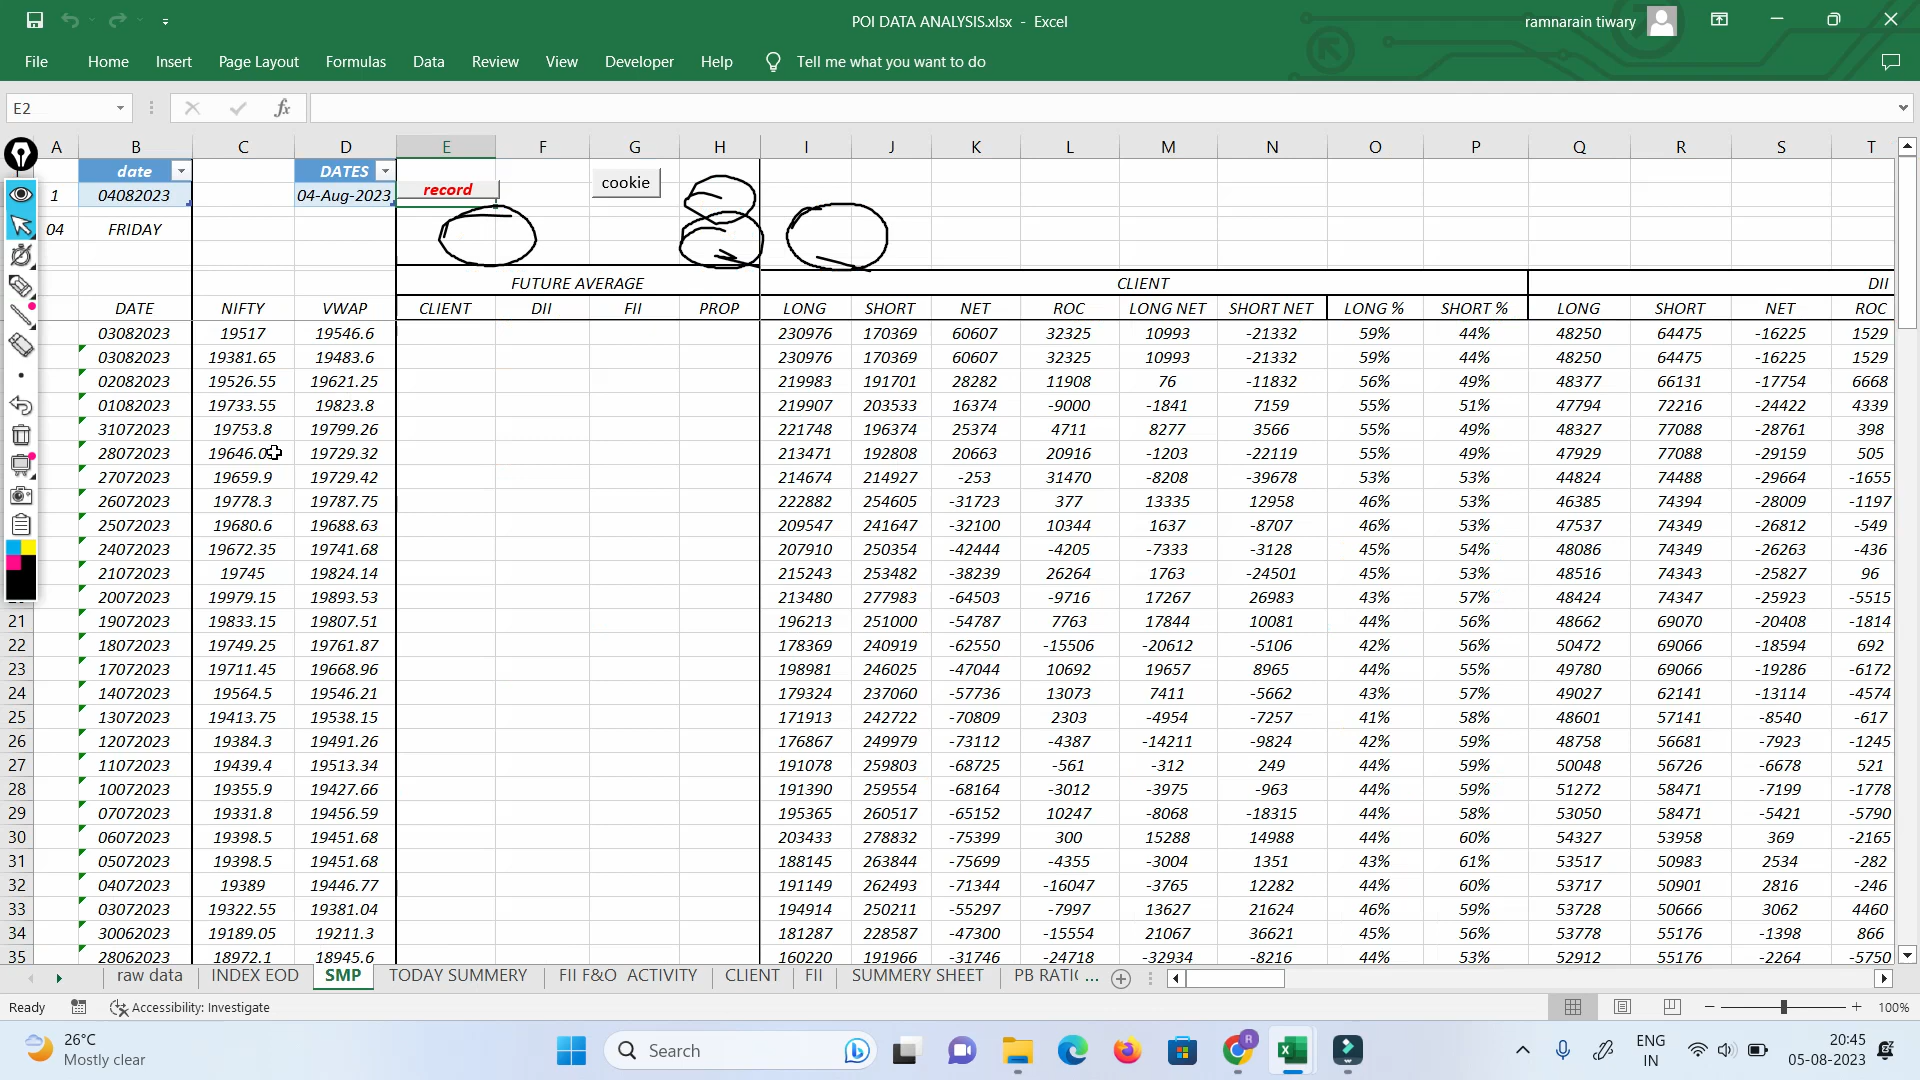 POI DATA ANALYSIS.xlsx - Excel
ramnarain tiwary
File Home Insert Page Layout Formulas Data Review View Developer Help Tell me what you want to do
E2 fx
A B C D E F G H I J K L M N O P Q R S T
date DATES cookie
1 04082023 04-Aug-2023 record
04 FRIDAY
FUTURE AVERAGE CLIENT DII
DATE NIFTY VWAP CLIENT DII FII PROP LONG SHORT NET ROC LONG NET SHORT NET LONG % SHORT % LONG SHORT NET ROC
03082023 19517 19546.6 230976 170369 60607 32325 10993 -21332 59% 44% 48250 64475 -16225 1529
03082023 19381.65 19483.6 230976 170369 60607 32325 10993 -21332 59% 44% 48250 64475 -16225 1529
02082023 19526.55 19621.25 219983 191701 28282 11908 76 -11832 56% 49% 48377 66131 -17754 6668
01082023 19733.55 19823.8 219907 203533 16374 -9000 -1841 7159 55% 51% 47794 72216 -24422 4339
31072023 19753.8 19799.26 221748 196374 25374 4711 8277 3566 55% 49% 48327 77088 -28761 398
28072023 19729.32 213471 192808 20663 20916 -1203 -22119 55% 49% 47929 77088 -29159 505
27072023 19659.9 19729.42 214674 214927 -253 31470 -8208 -39678 53% 53% 44824 74488 -29664 -1655
26072023 19778.3 19787.75 222882 254605 -31723 377 13335 12958 46% 53% 46385 74394 -28009 -1197
25072023 19680.6 19688.63 209547 241647 -32100 10344 1637 -8707 46% 53% 47537 74349 -26812 -549
24072023 19672.35 19741.68 207910 250354 -42444 -4205 -7333 -3128 45% 54% 48086 74349 -26263 -436
21072023 19745 19824.14 215243 253482 -38239 26264 1763 -24501 45% 53% 48516 74343 -25827 96
20072023 19979.15 19893.53 213480 277983 -64503 -9716 17267 26983 43% 57% 48424 74347 -25923 -5515
21 19072023 19833.15 19807.51 196213 251000 -54787 7763 17844 10081 44% 56% 48662 69070 -20408 -1814
22 18072023 19749.25 19761.87 178369 240919 -62550 -15506 -20612 -5106 42% 56% 50472 69066 -18594 692
23 17072023 19711.45 19668.96 198981 246025 -47044 10692 19657 8965 44% 55% 49780 69066 -19286 -6172
24 14072023 19564.5 19546.21 179324 237060 -57736 13073 7411 -5662 43% 57% 49027 62141 -13114 -4574
25 13072023 19413.75 19538.15 171913 242722 -70809 2303 -4954 -7257 41% 58% 48601 57141 -8540 -617
26 12072023 19384.3 19491.26 176867 249979 -73112 -4387 -14211 -9824 42% 59% 48758 56681 -7923 -1245
27 11072023 19439.4 19513.34 191078 259803 -68725 -561 -312 249 44% 59% 50048 56726 -6678 521
28 10072023 19355.9 19427.66 191390 259554 -68164 -3012 -3975 -963 44% 59% 51272 58471 -7199 -1778
29 07072023 19331.8 19456.59 195365 260517 -65152 10247 -8068 -18315 44% 58% 53050 58471 -5421 -5790
30 06072023 19398.5 19451.68 203433 278832 -75399 300 15288 14988 44% 60% 54327 53958 369 -2165
31 05072023 19398.5 19451.68 188145 263844 -75699 -4355 -3004 1351 43% 61% 53517 50983 2534 -282
32 04072023 19389 19446.77 191149 262493 -71344 -16047 -3765 12282 44% 60% 53717 50901 2816 -246
33 03072023 19322.55 19381.04 194914 250211 -55297 -7997 13627 21624 46% 59% 53728 50666 3062 4460
34 30062023 19189.05 19211.3 181287 228587 -47300 -15554 21067 36621 45% 56% 53778 55176 -1398 866
35 28062023 18972.1 18945.6 160220 191966 -31746 -24718 -32934 -8216 44% 53% 52912 55176 -2264 -5750
raw data INDEX EOD SMP TODAY SUMMERY FII F&O ACTIVITY CLIENT FII SUMMERY SHEET PB RATIC ...
Ready Accessibility: Investigate 100%
26°C
Mostly clear
Search
ENG
IN
20:45
05-08-2023